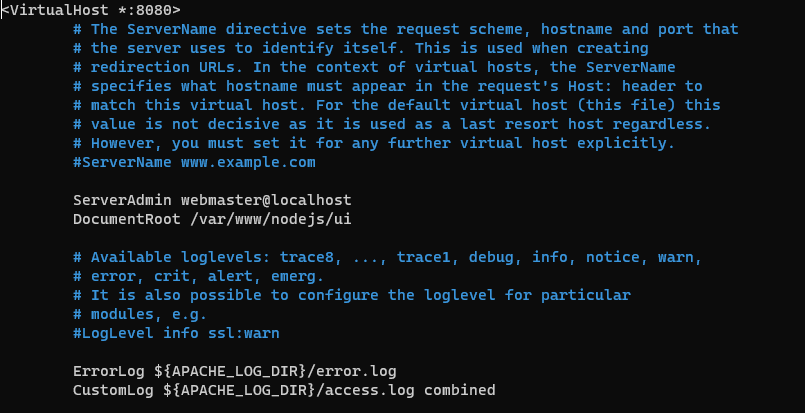 <VirtualHost *:8080>
# The ServerName directive sets the request scheme, hostname and port that
# the server uses to identify itself. This is used when creating
# redirection URLs. In the context of virtual hosts, the ServerName
# specifies what hostname must appear in the request's Host: header to
# match this virtual host. For the default virtual host (this file) this
# value is not decisive as it is used as a last resort host regardless.
# However, you must set it for any further virtual host explicitly.
#ServerName www.example.com
ServerAdmin webmaster@localhost
DocumentRoot /var/www/nodejs/ui
# Available loglevels: trace8, ..., trace1, debug, info, notice, warn,
# error, crit, alert, emerg.
# It is also possible to configure the loglevel for particular
# modules, e.g.
#LogLevel info ssl:warn
ErrorLog ${APACHE_LOG_DIR}/error.log
CustomLog ${APACHE_LOG_DIR}/access.log combined